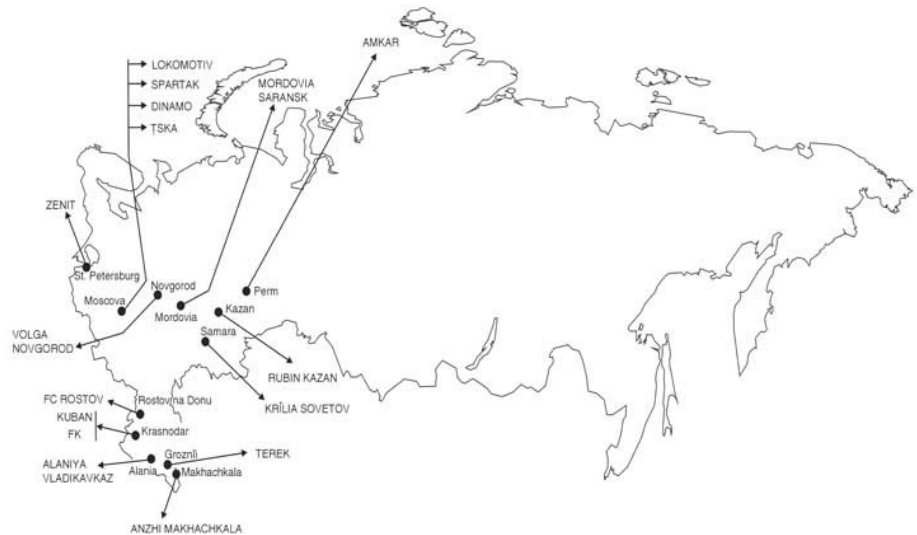 AMKAR
LOKOMOTIV
SPARTAK
DINAMO
TSKA
MORDOVIA
SARANSK
ZENIT
St. Petersburg
Moscova
Novgorod
Mordovia
Perm
Kazan
Samara
VOLGA
NOVGOROD
RUBIN KAZAN
KRÎLIA SOVETOV
FC ROSTOV
Rostov na Donu
KUBAN
FK
Krasnodar
ALANIYA
VLADIKAVKAZ
Alania
Groznîi
TEREK
Makhachkala
ANZHI MAKHACHKALA